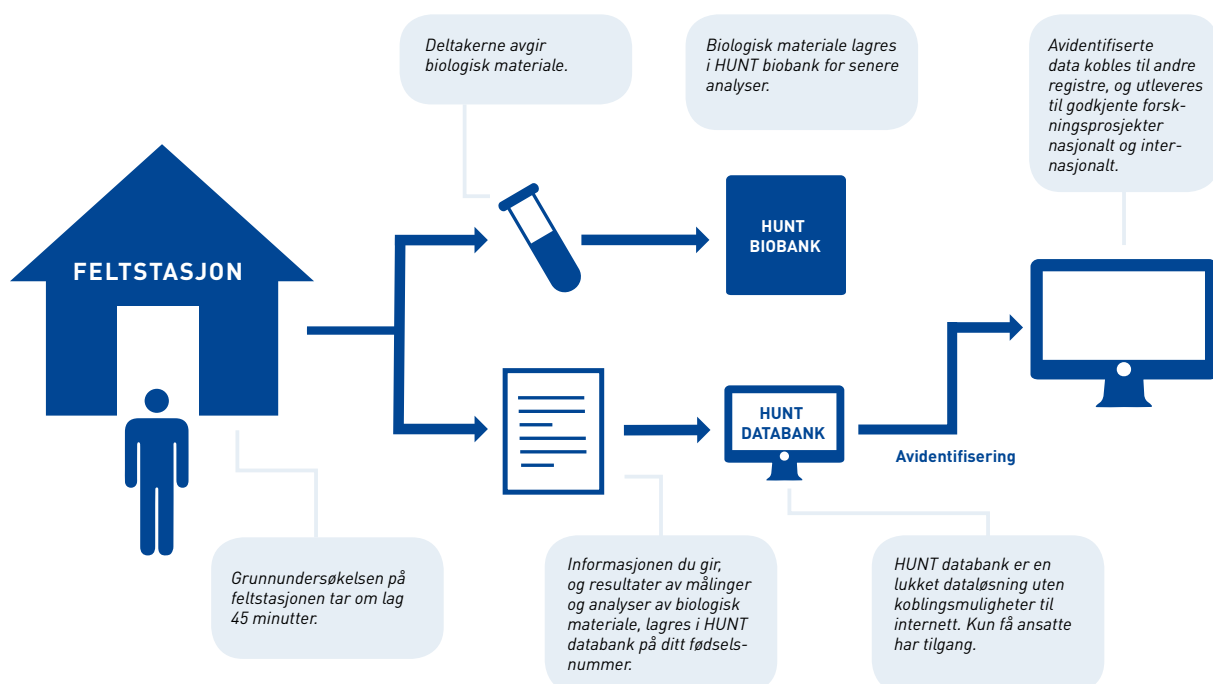 Deltakerne avgir
biologisk materiale.
Biologisk materiale lagres
i HUNT biobank for senere
analyser.
Avidentifiserte
data kobles til andre
registre, og utleveres
til godkjente forsk-
ningsprosjekter
nasjonalt og inter-
nasjonalt.
FELTSTASJON
HUNT
BIOBANK
HUNT
DATABANK
Avidentifisering
Grunnundersøkelsen på
feltstasjonen tar om lag
45 minutter.
Informasjonen du gir,
og resultater av målinger
og analyser av biologisk
materiale, lagres i HUNT
databank på ditt fødsels-
nummer.
HUNT databank er en
lukket dataløsning uten
koblingsmuligheter til
internett. Kun få ansatte
har tilgang.